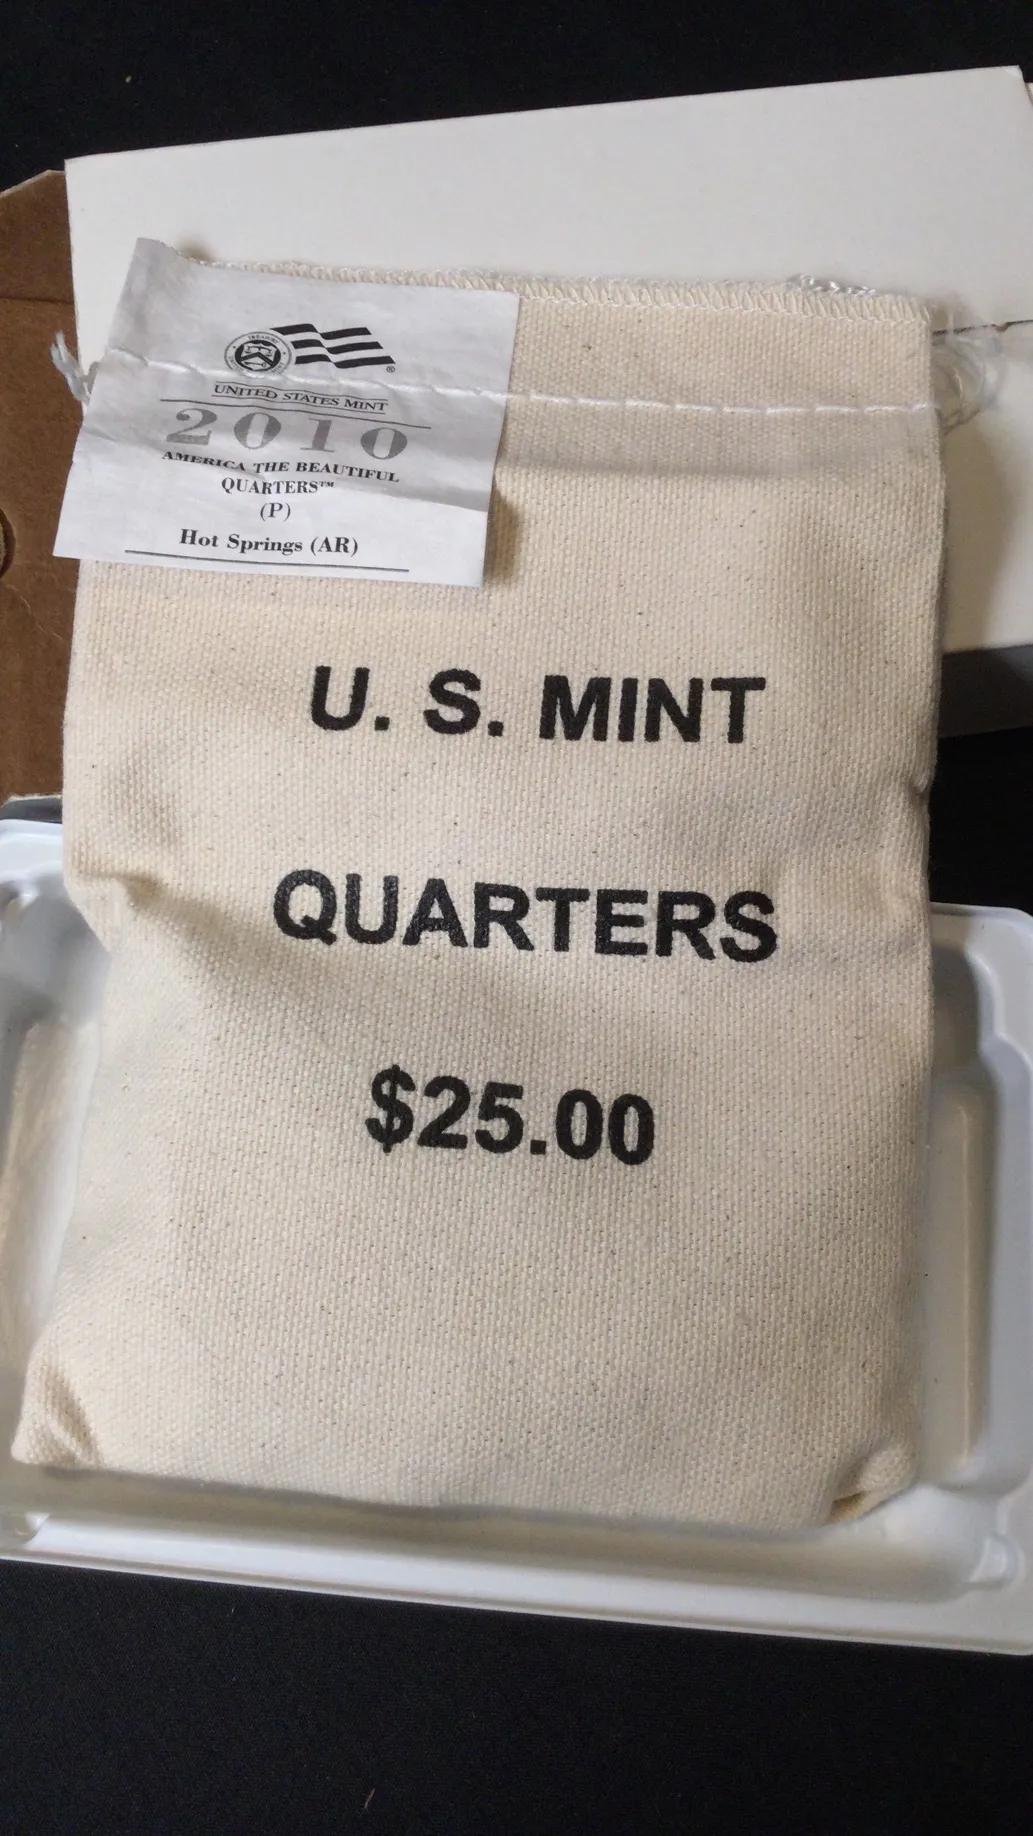 UNITED STATES MINT
2010
AMERICA THE BEAUTIFUL
QUARTERS™
(P)
Hot Springs (AR)
U. S. MINT
QUARTERS
$25.00